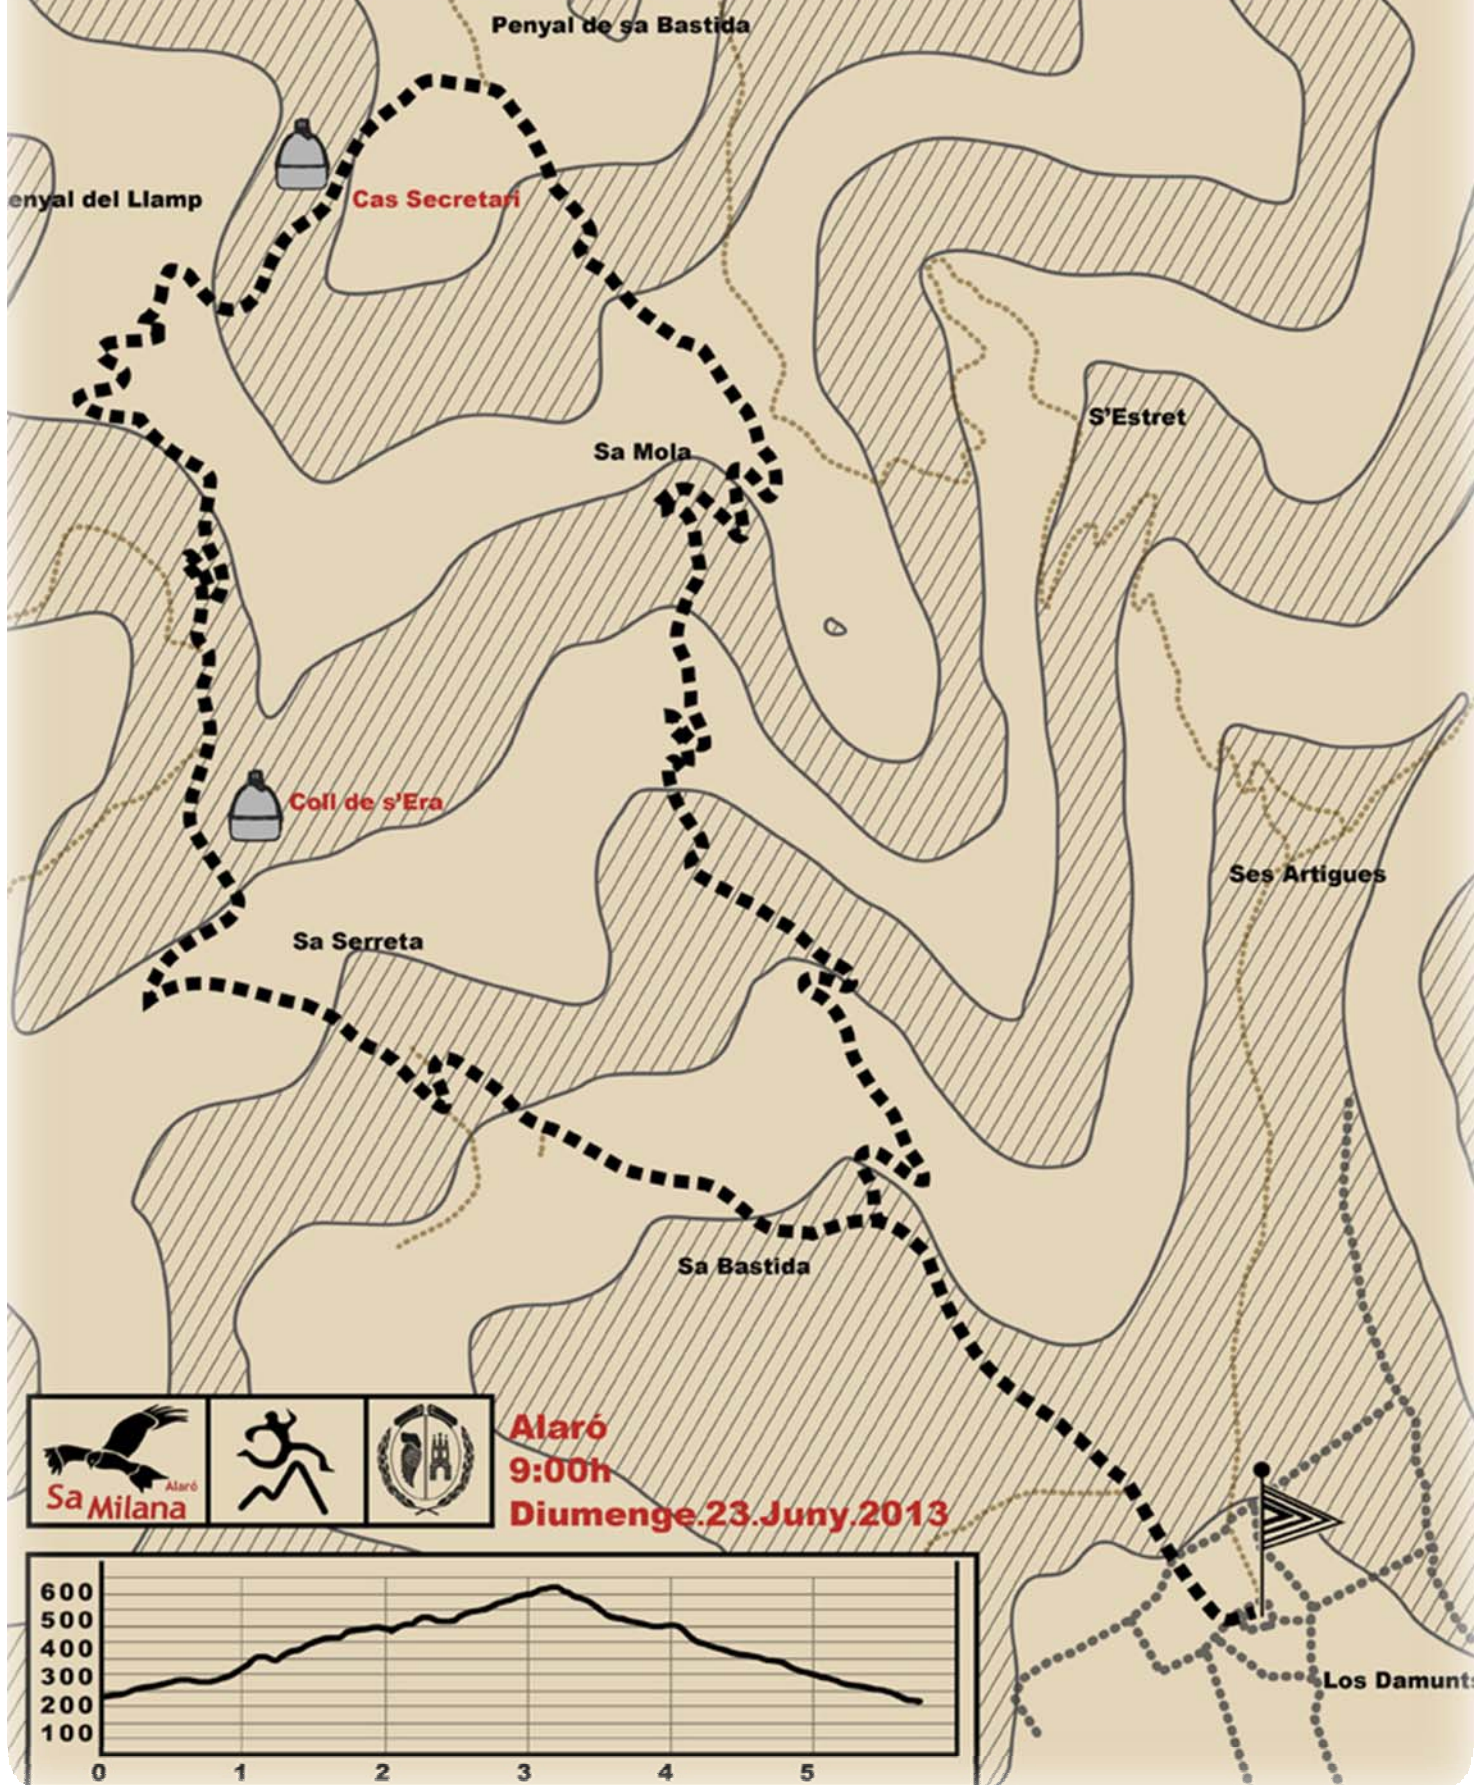 Penyal de sa Bastida
enyal del Llamp
Cas Secretari
S'Estret
Sa Mola
Coll de s'Era
Ses Artigues
Sa Serreta
Sa Bastida
Alaró
9:00h
Diumenge.23.Juny.2013
Alaró
Sa Milana
Los Damunts
600
500
400
300
200
100
0 1 2 3 4 5